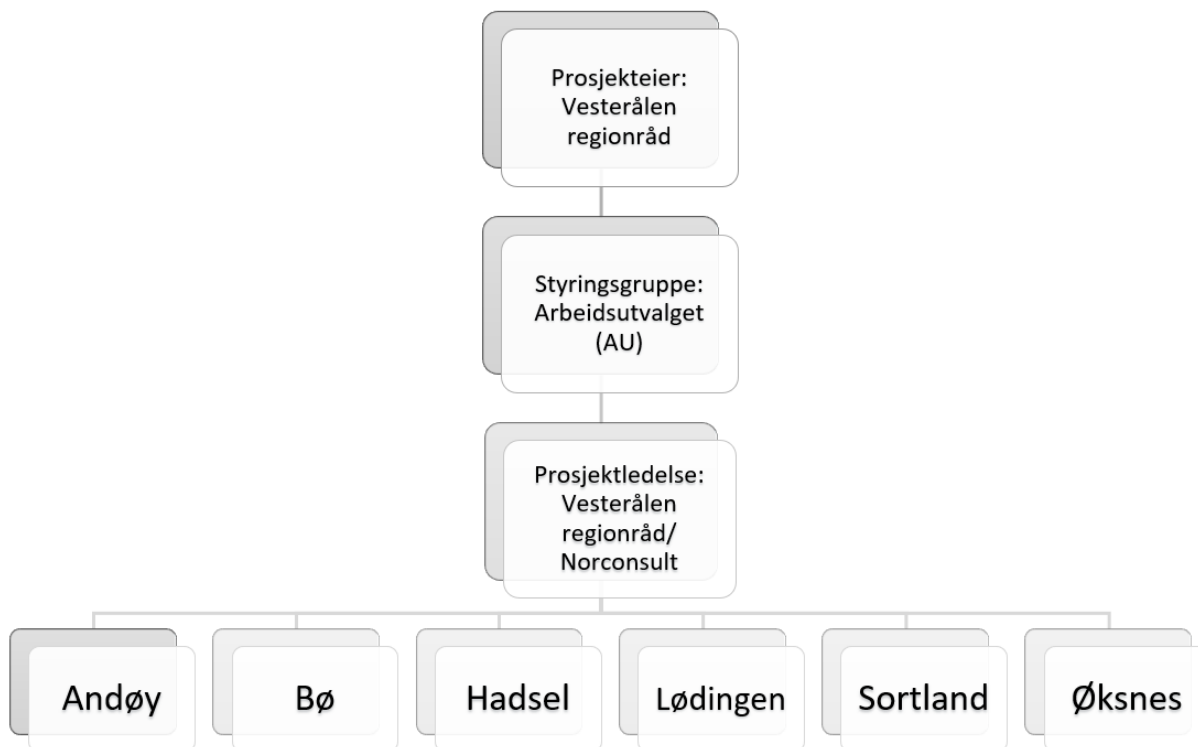 Prosjekteier:
Vesterålen
regionråd
Styringsgruppe:
Arbeidsutvalget
(AU)
Prosjektledelse:
Vesterålen
regionråd/
Norconsult
Andøy
Bø
Hadsel
Lødingen
Sortland
Øksnes